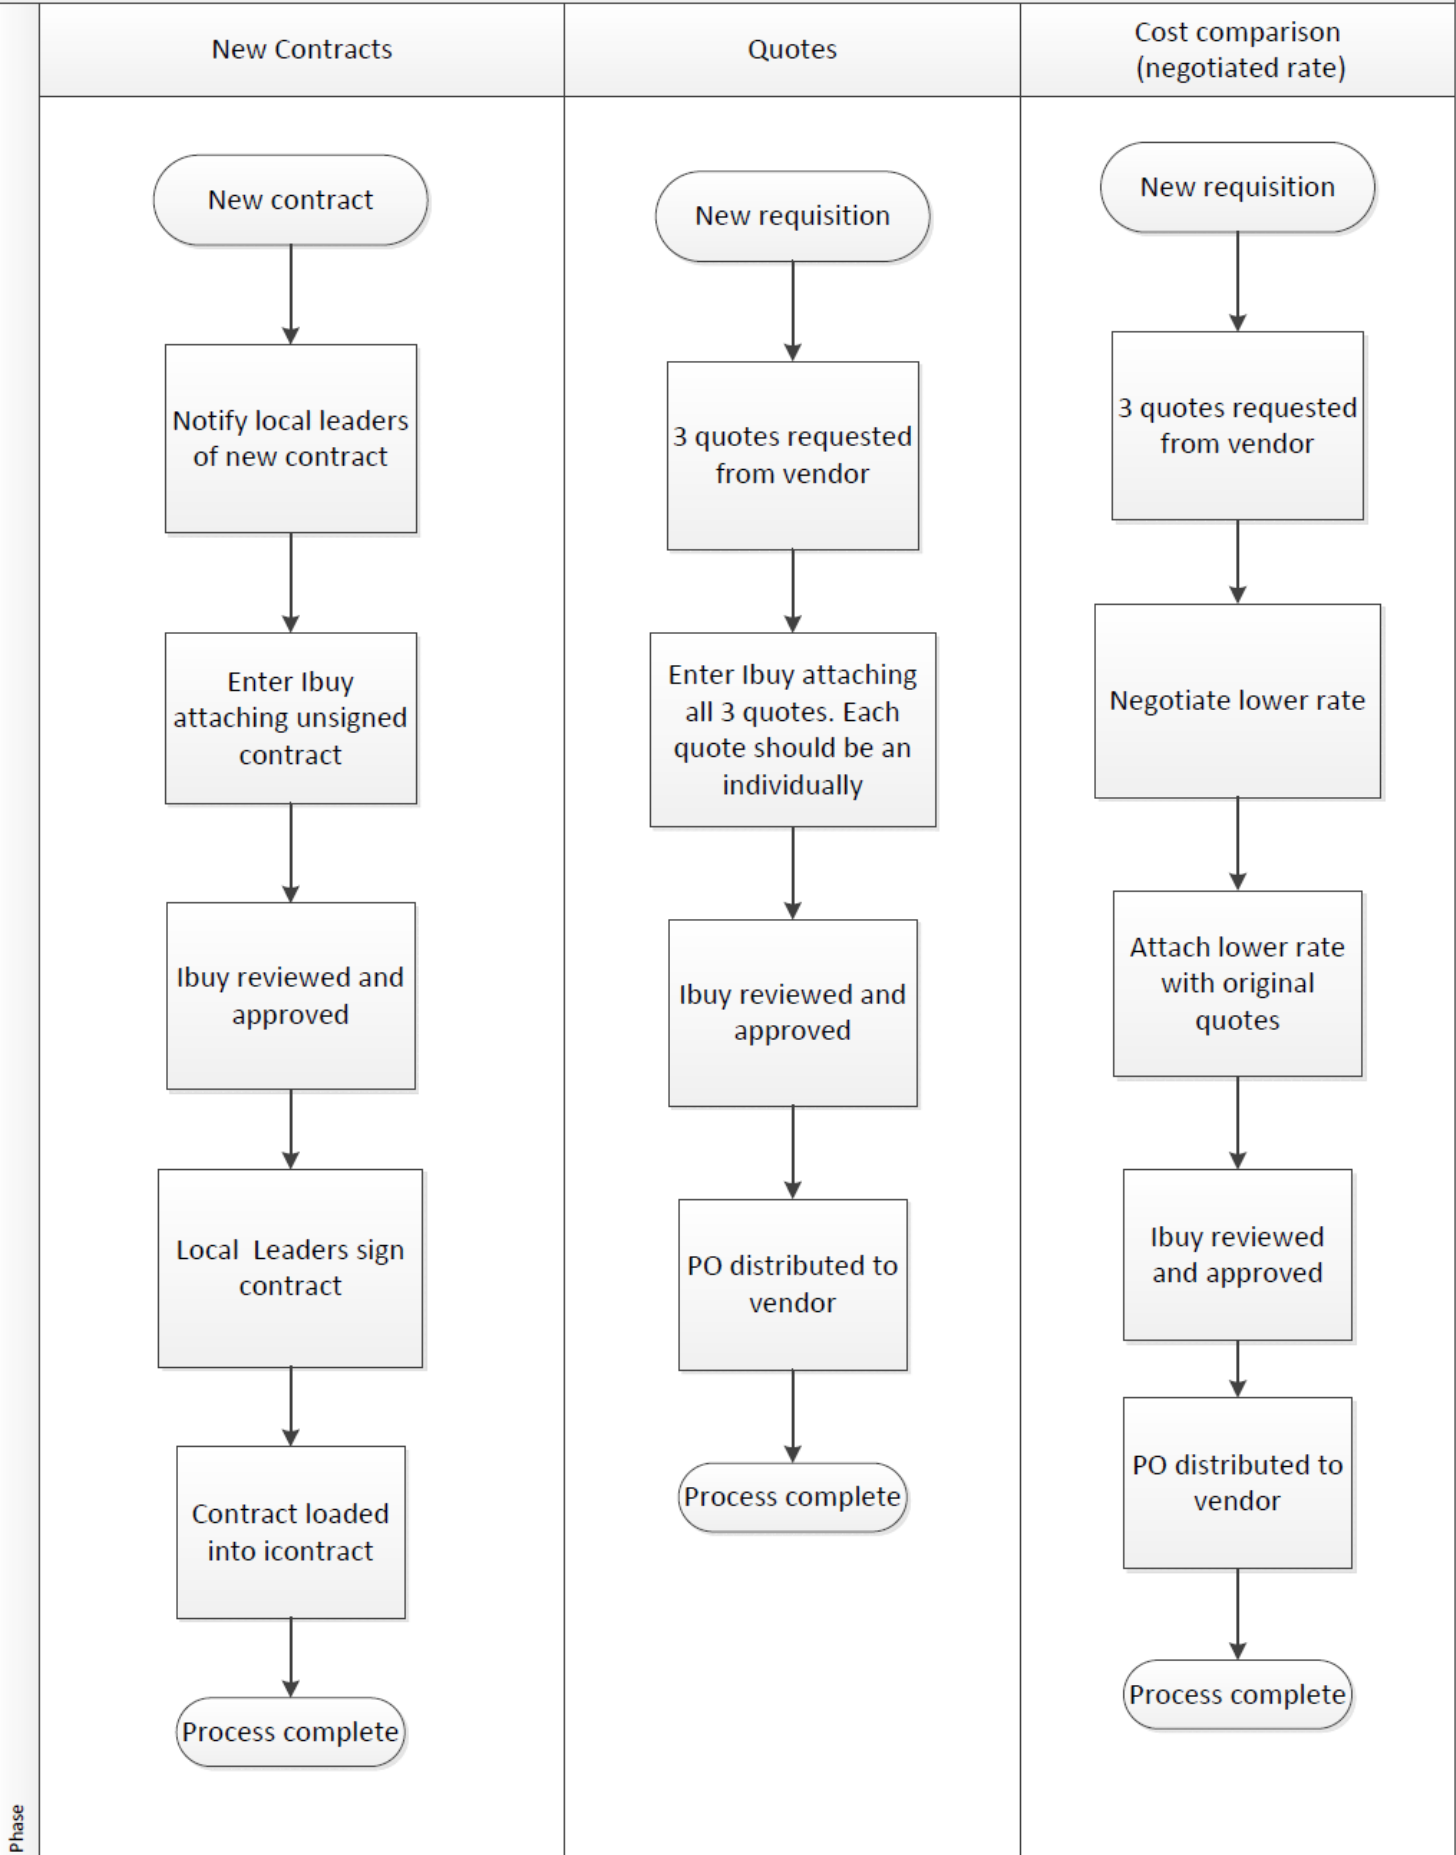 New Contracts
Quotes
Cost comparison
(negotiated rate)
New contract
Notify local leaders
of new contract
Enter Ibuy
attaching unsigned
contract
Ibuy reviewed and
approved
Local  Leaders sign
contract
Contract loaded
into icontract
Process complete
New requisition
3 quotes requested
from vendor
Enter Ibuy attaching
all 3 quotes. Each
quote should be an
individually
Ibuy reviewed and
approved
PO distributed to
vendor
Process complete
New requisition
3 quotes requested
from vendor
Negotiate lower rate
Attach lower rate
with original
quotes
Ibuy reviewed
and approved
PO distributed to
vendor
Process complete
Phase